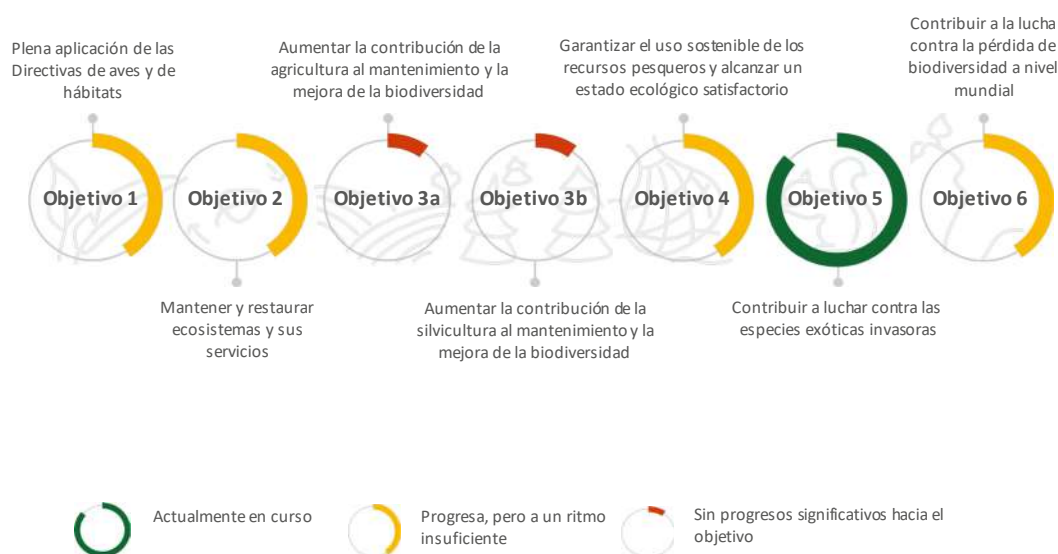 Plena aplicación de las
Directivas de aves y de
hábitats
Aumentar la contribución de la
agricultura al mantenimiento y la
mejora de la biodiversidad
Garantizar el uso sostenible de los
recursos pesqueros y alcanzar un
estado ecológico satisfactorio
Contribuir a la lucha
contra la pérdida de
biodiversidad a nivel
mundial
Objetivo 1
Objetivo 2
Objetivo 3a
Objetivo 3b
Objetivo 4
Objetivo 5
Objetivo 6
Mantener y restaurar
ecosistemas y sus
servicios
Aumentar la contribución de la
silvicultura al mantenimiento y la
mejora de la biodiversidad
Contribuir a luchar contra las
especies exóticas invasoras
Actualmente en curso
Progresa, pero a un ritmo
insuficiente
Sin progresos significativos hacia el
objetivo